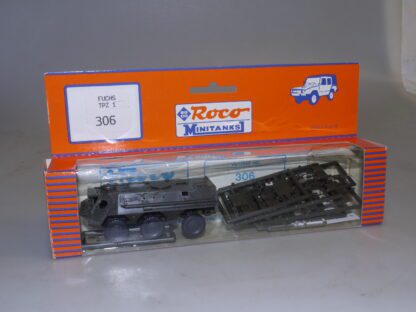 FUCHS
TPZ 1
306
Roco
MINITANKS
306